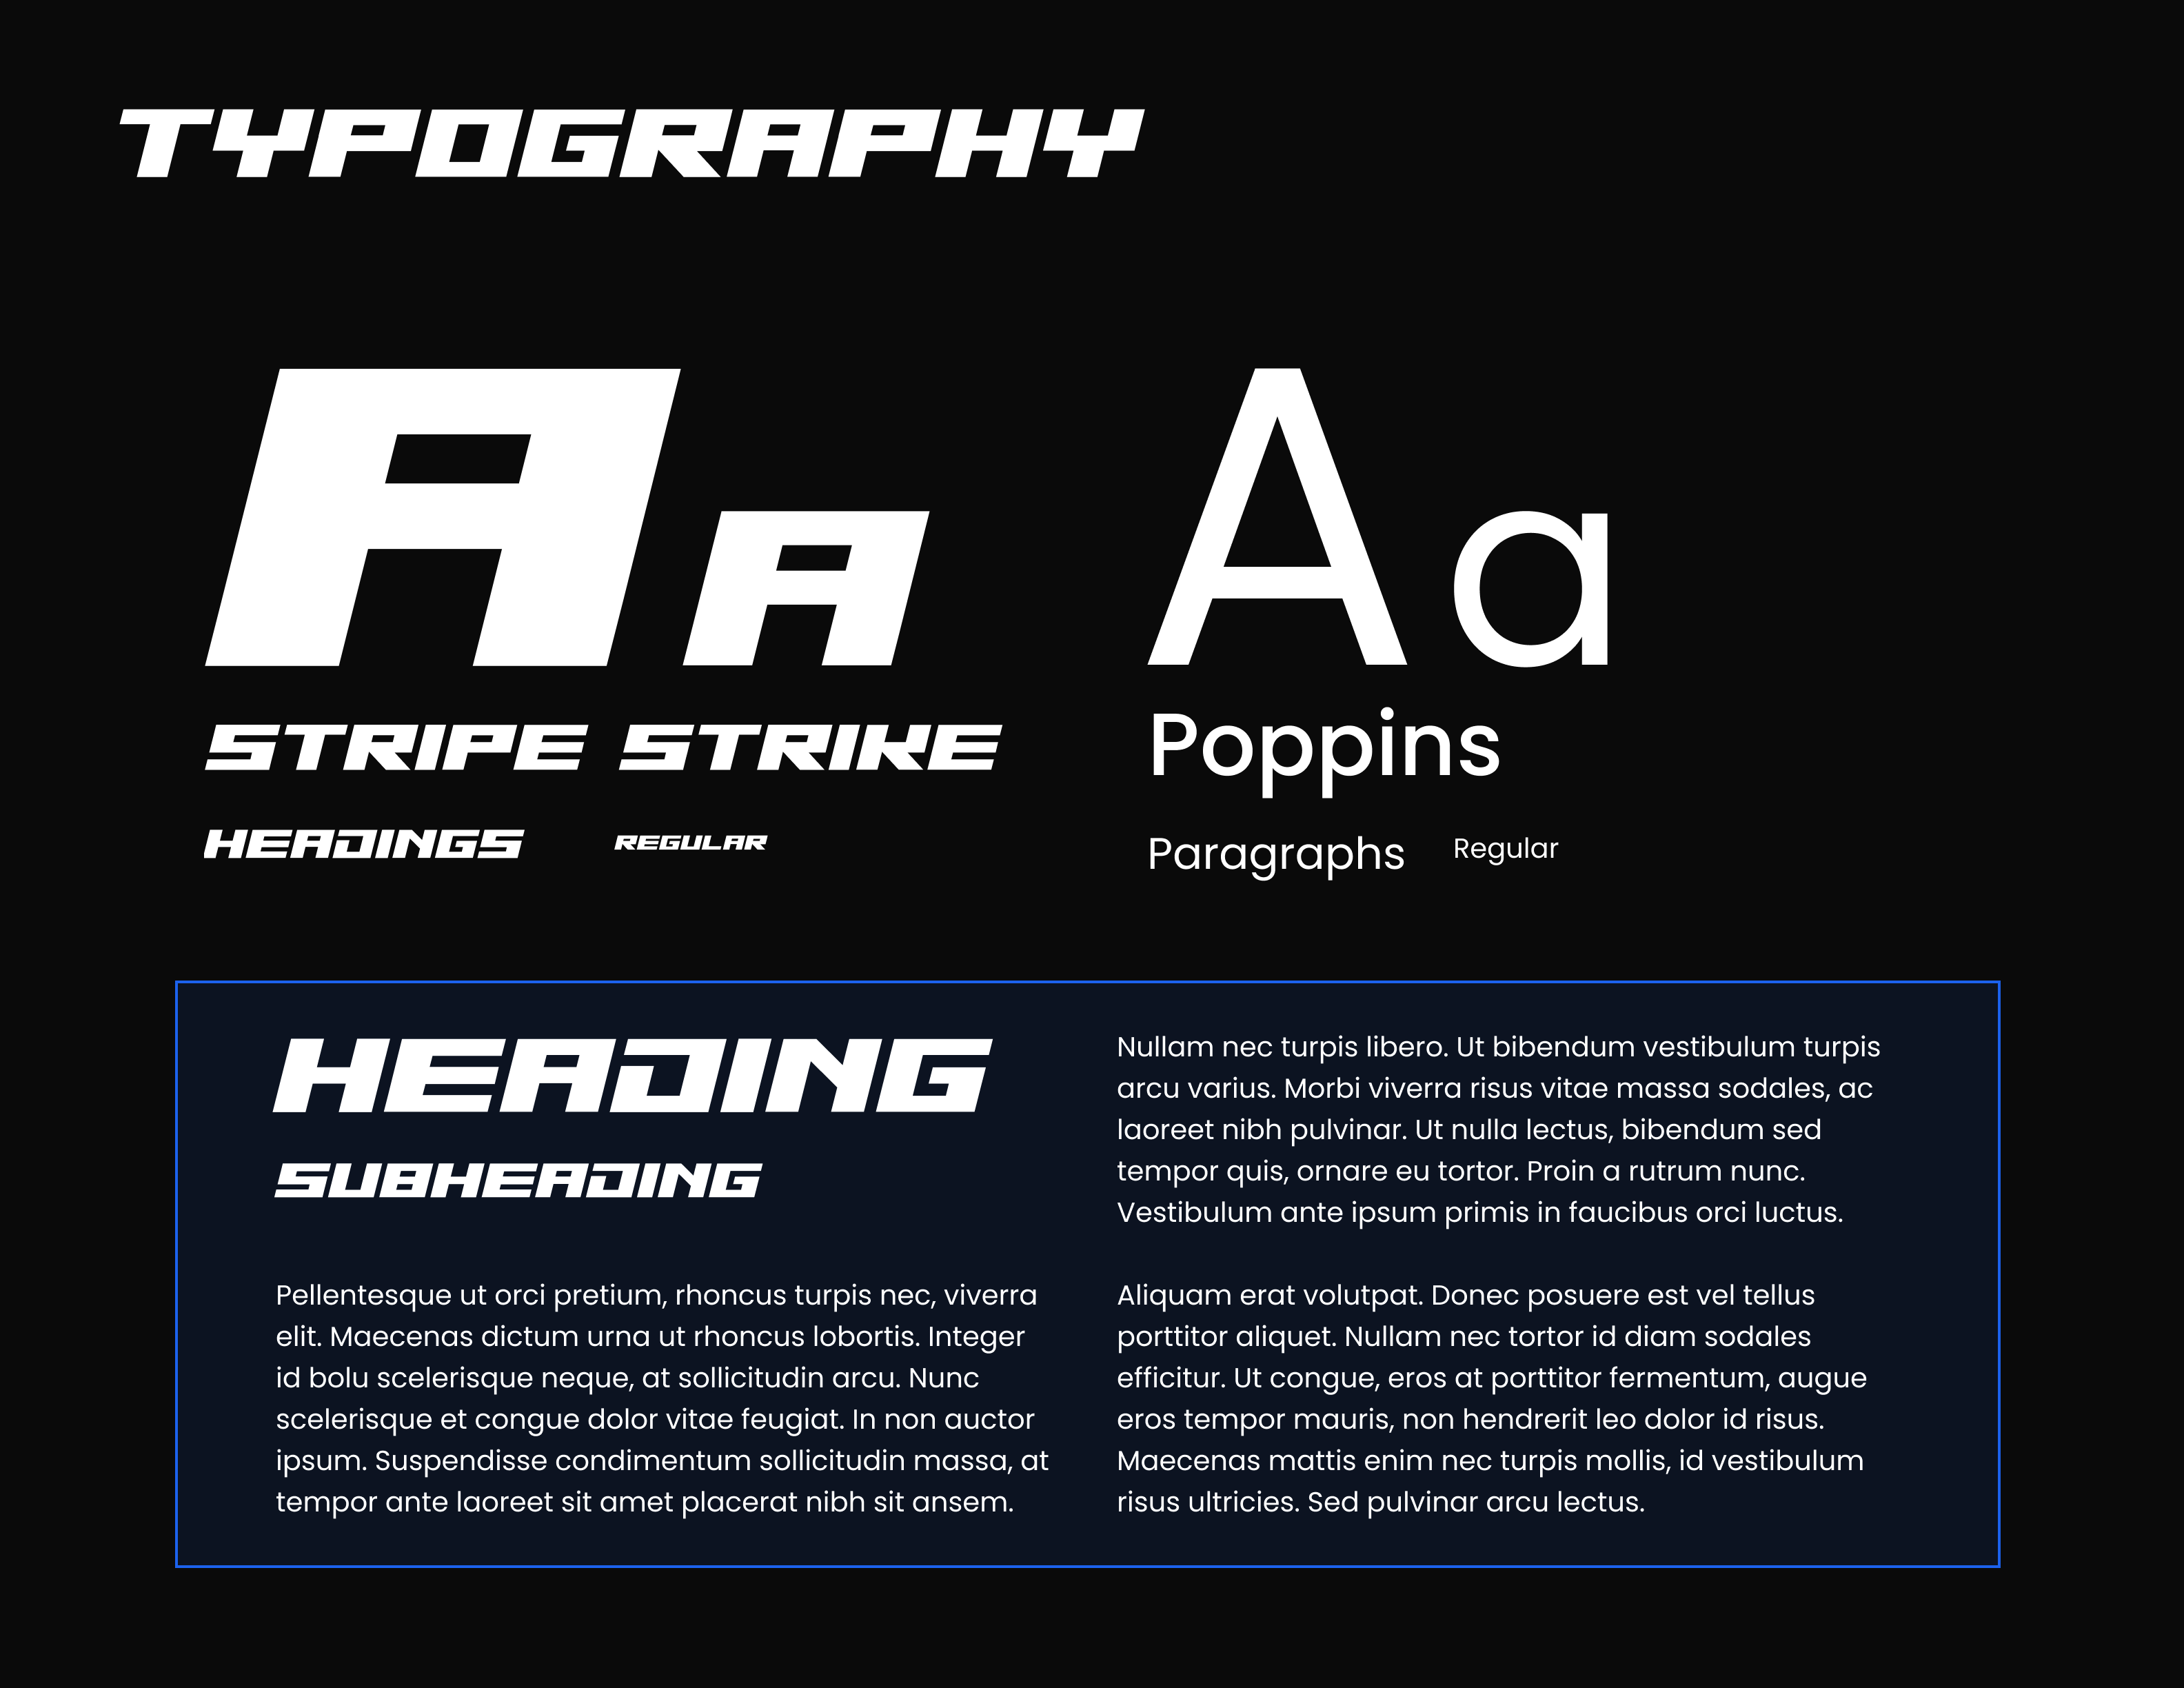 TYPOGRAPHY
Aa
Aa
STRIPE STRIKE
Poppins
HEADINGS REGULAR
Paragraphs Regular
HEADING
SUBHEADING
Pellentesque ut orci pretium, rhoncus turpis nec, viverra
elit. Maecenas dictum urna ut rhoncus lobortis. Integer
id bolu scelerisque neque, at sollicitudin arcu. Nunc
scelerisque et congue dolor vitae feugiat. In non auctor
ipsum. Suspendisse condimentum sollicitudin massa, at
tempor ante laoreet sit amet placerat nibh sit ansem.
Nullam nec turpis libero. Ut bibendum vestibulum turpis
arcu varius. Morbi viverra risus vitae massa sodales, ac
laoreet nibh pulvinar. Ut nulla lectus, bibendum sed
tempor quis, ornare eu tortor. Proin a rutrum nunc.
Vestibulum ante ipsum primis in faucibus orci luctus.
Aliquam erat volutpat. Donec posuere est vel tellus
porttitor aliquet. Nullam nec tortor id diam sodales
efficitur. Ut congue, eros at porttitor fermentum, augue
eros tempor mauris, non hendrerit leo dolor id risus.
Maecenas mattis enim nec turpis mollis, id vestibulum
risus ultricies. Sed pulvinar arcu lectus.